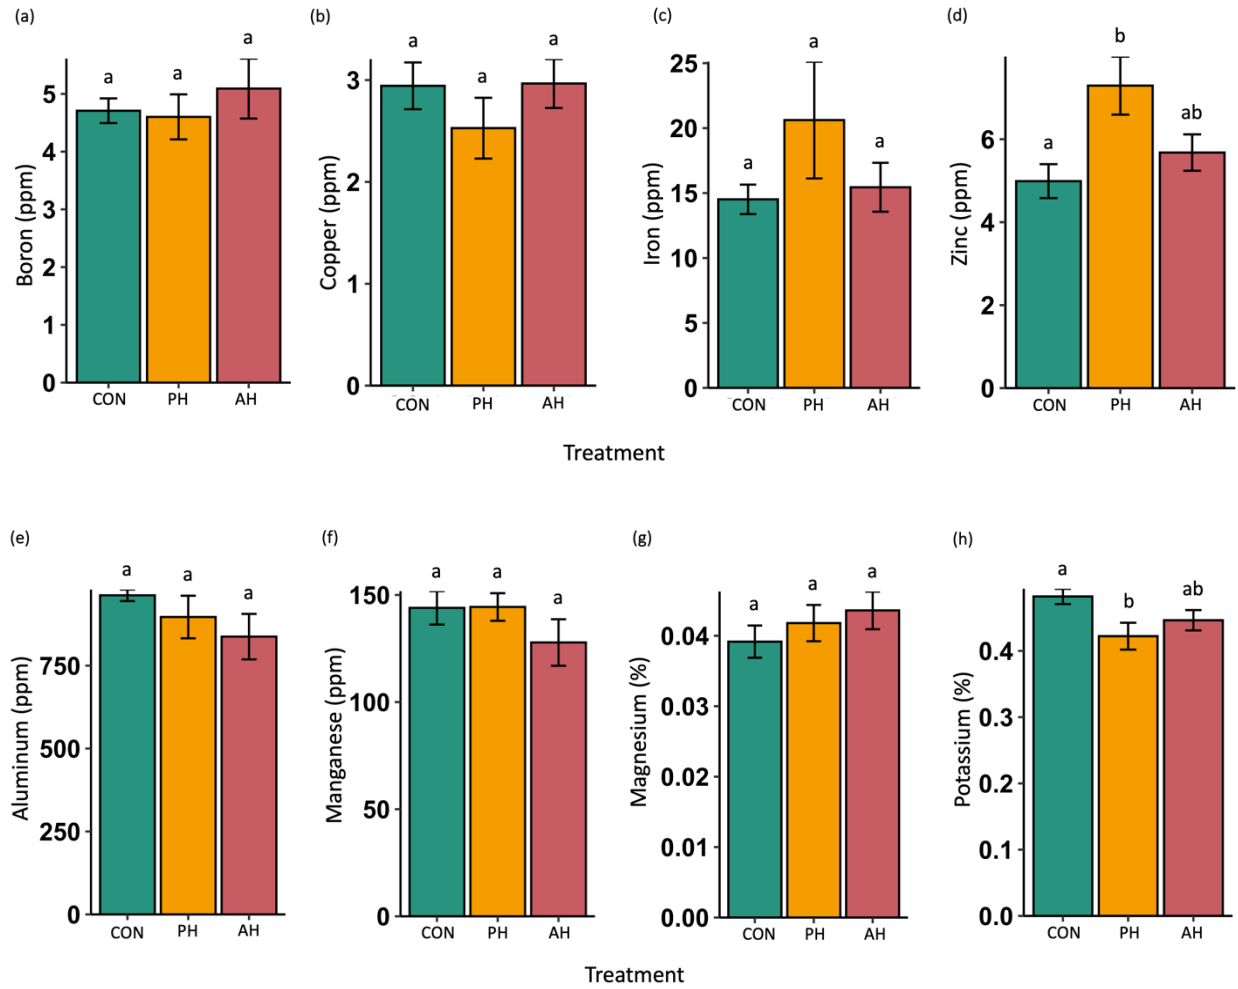 (a)
(b)
(c)
(d)
a
a
a
5
4
3
2
1
0
Boron (ppm)
CON PH AH
a
a
a
3
2
1
0
Copper (ppm)
CON PH AH
a
a
a
25
20
15
10
5
0
Iron (ppm)
CON PH AH
a
b
ab
6
4
2
0
Zinc (ppm)
CON PH AH
Treatment
(e)
(f)
(g)
(h)
a
a
a
750
500
250
0
Aluminum (ppm)
CON PH AH
a
a
a
150
100
50
0
Manganese (ppm)
CON PH AH
a
a
a
0.04
0.03
0.02
0.01
0.00
Magnesium (%)
CON PH AH
a
b
ab
0.4
0.3
0.2
0.1
0.0
Potassium (%)
CON PH AH
Treatment